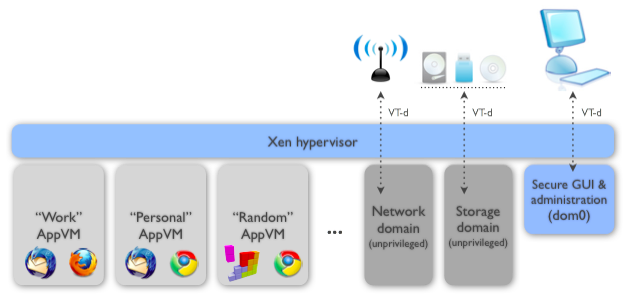 VT-d
VT-d
VT-d
Xen hypervisor
“Work”
AppVM
“Personal”
AppVM
“Random”
AppVM
...
Network
domain
(unprivileged)
Storage
domain
(unprivileged)
Secure GUI &
administration
(dom0)